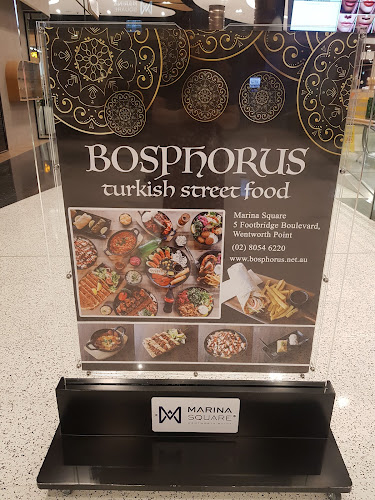 BOSPHORUS
turkish street food
Marina Square
5 Footbridge Boulevard,
Wentworth Point
(02) 8054 6220
www.bosphorus.net.au
MARINA
SQUARE